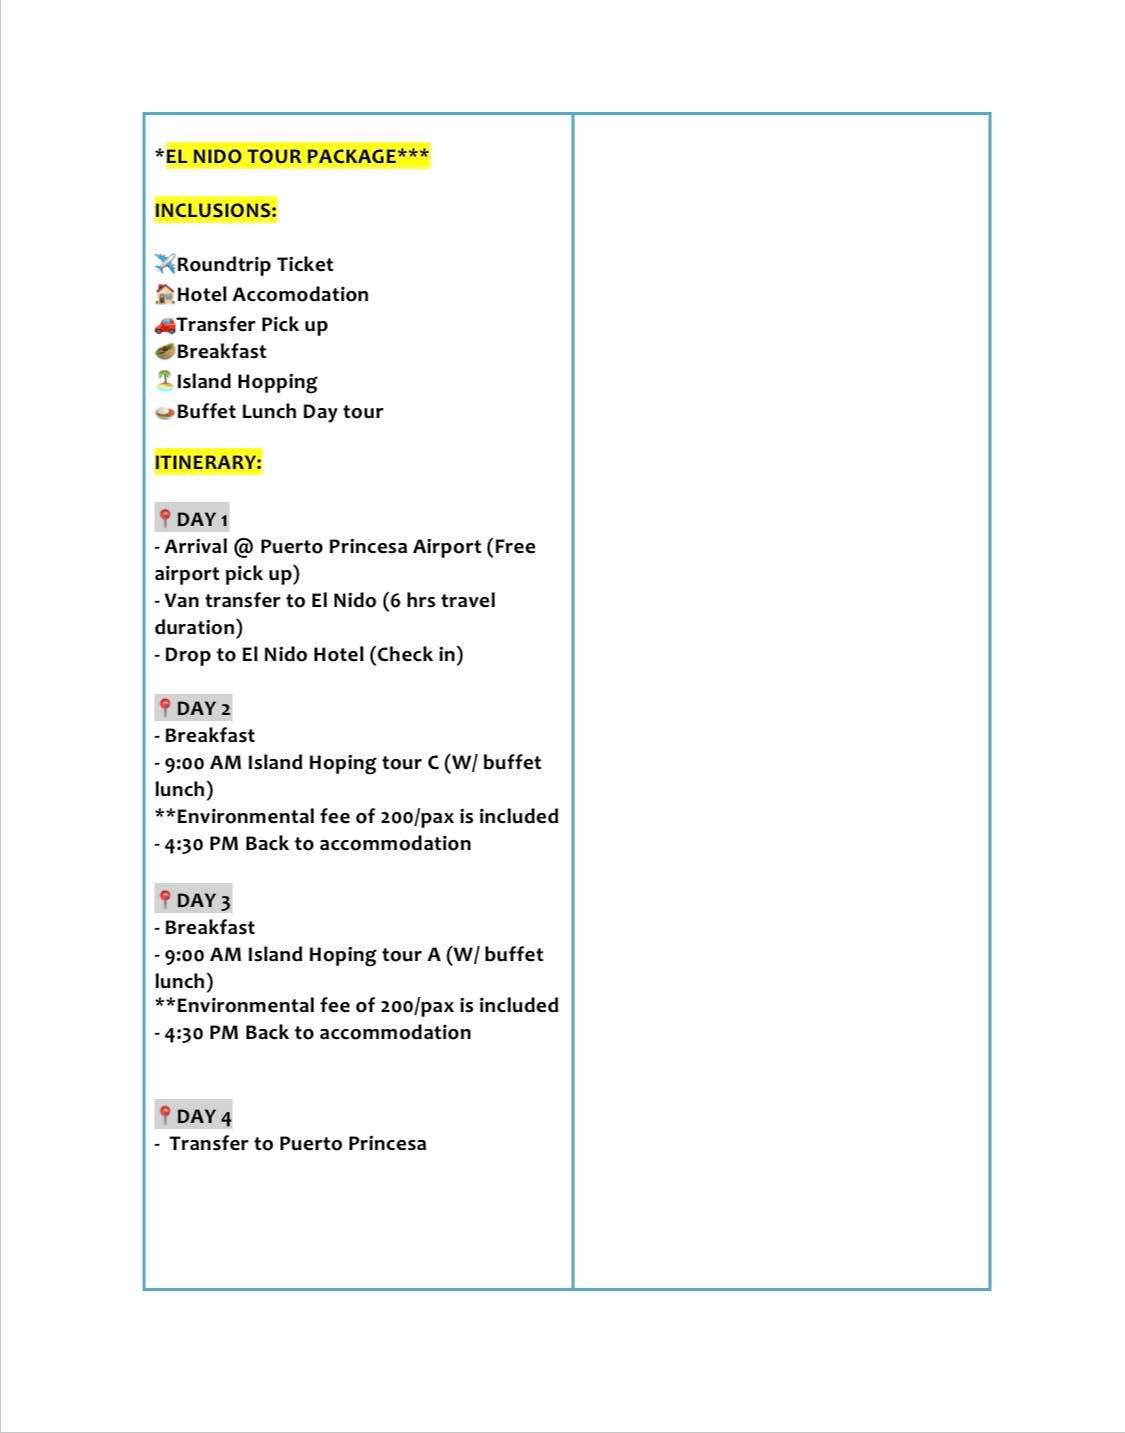 *EL NIDO TOUR PACKAGE***
INCLUSIONS:
✈️Roundtrip Ticket
🏠Hotel Accomodation
🚗Transfer Pick up
🥙Breakfast
🏝️Island Hopping
🍛Buffet Lunch Day tour
ITINERARY:
📍DAY 1
- Arrival @ Puerto Princesa Airport (Free
airport pick up)
- Van transfer to El Nido (6 hrs travel
duration)
- Drop to El Nido Hotel (Check in)
📍DAY 2
- Breakfast
- 9:00 AM Island Hoping tour C (W/ buffet
lunch)
**Environmental fee of 200/pax is included
- 4:30 PM Back to accommodation
📍DAY 3
- Breakfast
- 9:00 AM Island Hoping tour A (W/ buffet
lunch)
**Environmental fee of 200/pax is included
- 4:30 PM Back to accommodation
📍DAY 4
- Transfer to Puerto Princesa